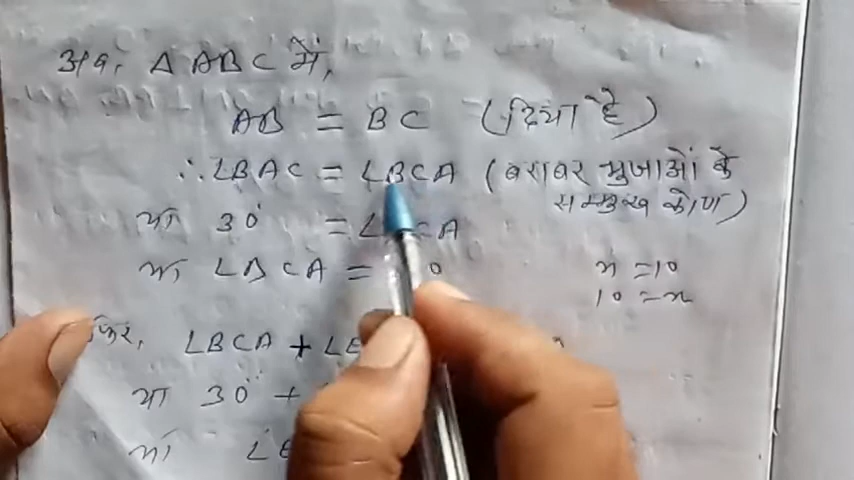 अब, △ ABC में,
AB = BC (दिया है)
∴ ∠BAC = ∠BCA (बराबर भुजाओं के
सम्मुख कोण)
या 30° = ∠BCA
या ∠BCA =
x = 10
10 = x
फिर, ∠BCA +
या 30° +
या